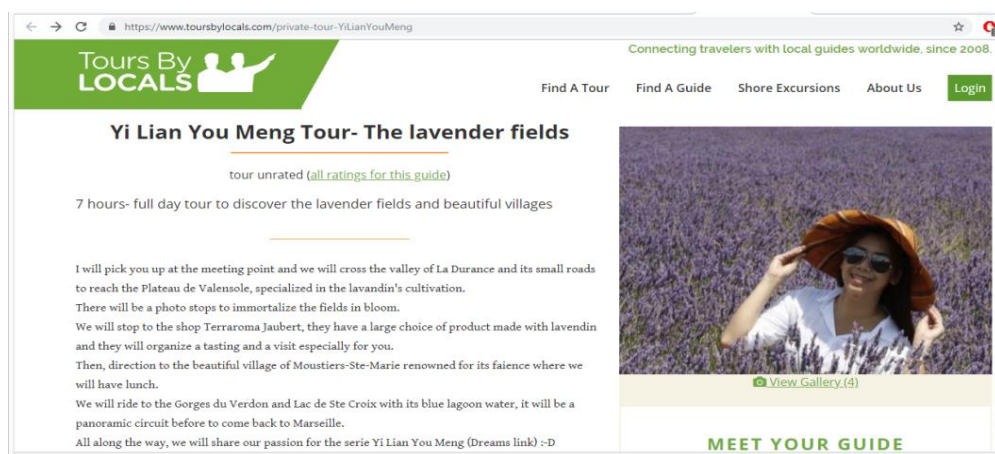 https://www.toursbylocals.com/private-tour-YiLianYouMeng
Connecting travelers with local guides worldwide, since 2008.
Tours By
LOCALS
Find A Tour Find A Guide Shore Excursions About Us Login
Yi Lian You Meng Tour- The lavender fields
tour unrated (all ratings for this guide)
7 hours- full day tour to discover the lavender fields and beautiful villages
I will pick you up at the meeting point and we will cross the valley of La Durance and its small roads
to reach the Plateau de Valensole, specialized in the lavandin's cultivation.
There will be a photo stops to immortalize the fields in bloom.
We will stop to the shop Terraroma Jaubert, they have a large choice of product made with lavendin
and they will organize a tasting and a visit especially for you.
Then, direction to the beautiful village of Moustiers-Ste-Marie renowned for its faience where we
will have lunch.
We will ride to the Gorges du Verdon and Lac de Ste Croix with its blue lagoon water, it will be a
panoramic circuit before to come back to Marseille.
All along the way, we will share our passion for the serie Yi Lian You Meng (Dreams link) :-D
View Gallery (4)
MEET YOUR GUIDE